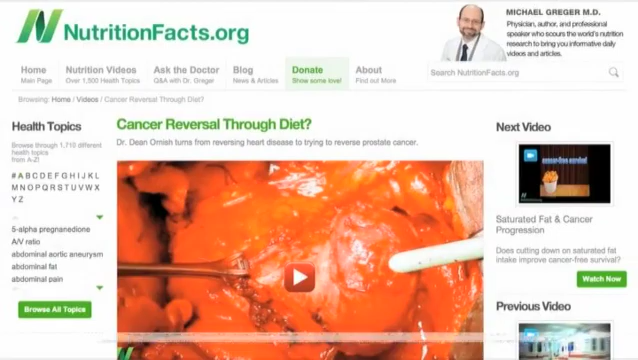 NutritionFacts.org
MICHAEL GREGER M.D.
Physician, author, and professional
speaker who scours the world's nutrition
research to bring you informative daily
videos and articles.
Home
Main Page
Nutrition Videos
Over 1,500 Health Topics
Ask the Doctor
Q&A with Dr. Greger
Blog
News & Articles
Donate
Show some love!
About
Find out More
Search NutritionFacts.org
Browsing: Home / Videos / Cancer Reversal Through Diet?
Health Topics
Browse through 1,710 different
health topics
from A-Z!
# A B C D E F G H I J K L
M N O P Q R S T U V W X
Y Z
5-alpha pregnanedione
A/V ratio
abdominal aortic aneurysm
abdominal fat
abdominal pain
Browse All Topics
Cancer Reversal Through Diet?
Dr. Dean Ornish turns from reversing heart disease to trying to reverse prostate cancer.
Next Video
cancer-free survival
Saturated Fat & Cancer
Progression
Does cutting down on saturated fat
intake improve cancer-free survival?
Watch Now
Previous Video